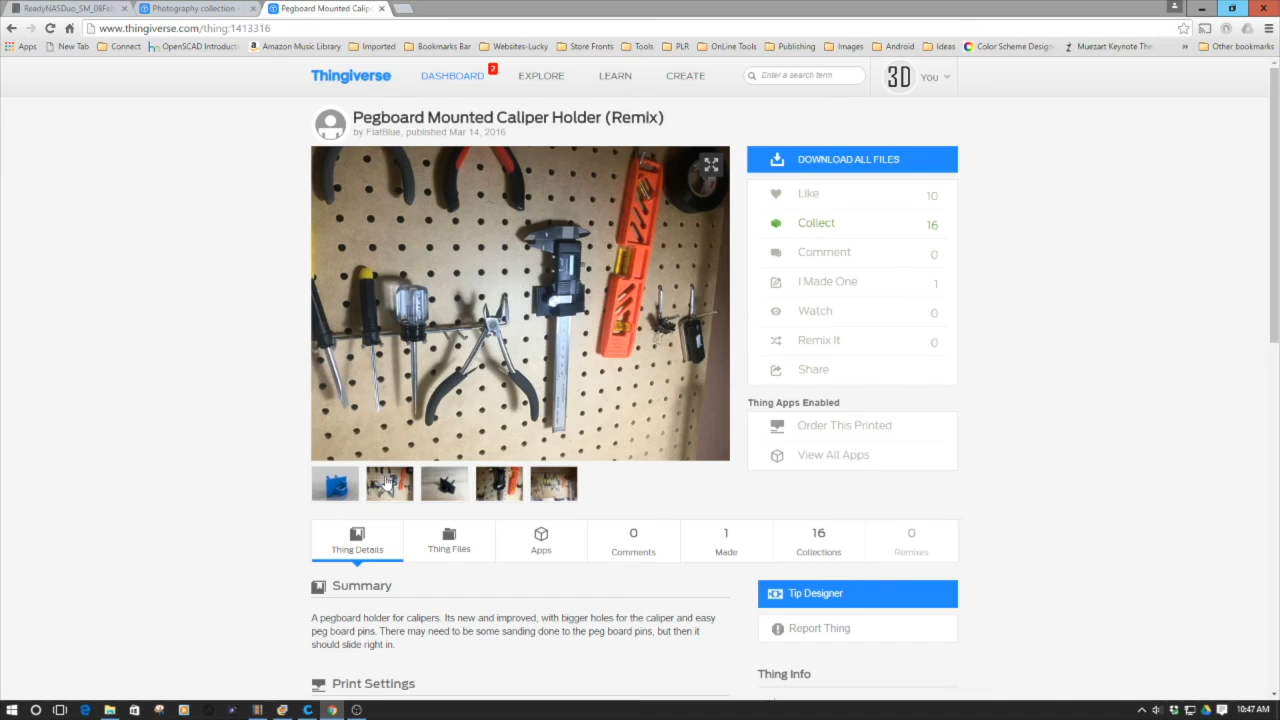 ReadyNASDuo_SM_08Feb
Photography collection
Pegboard Mounted Calip
www.thingiverse.com/thing:1413316
Apps New Tab Connect OpenSCAD Introducti Amazon Music Library Imported Bookmarks Bar Websites-Lucky Store Fronts Tools PLR OnLine Tools Publishing Images Android Ideas Color Scheme Design Muezart Keynote The » Other bookmarks
Thingiverse DASHBOARD 2 EXPLORE LEARN CREATE Enter a search term 3D You
Pegboard Mounted Caliper Holder (Remix)
by FlatBlue, published Mar 14, 2016
DOWNLOAD ALL FILES
Like 10
Collect 16
Comment 0
I Made One 1
Watch 0
Remix It 0
Share
Thing Apps Enabled
Order This Printed
View All Apps
Thing Details
Thing Files
Apps
0 Comments
1 Made
16 Collections
0 Remixes
Summary
A pegboard holder for calipers. Its new and improved, with bigger holes for the caliper and easy
peg board pins. There may need to be some sanding done to the peg board pins, but then it
should slide right in.
Print Settings
Tip Designer
Report Thing
Thing Info
10:47 AM